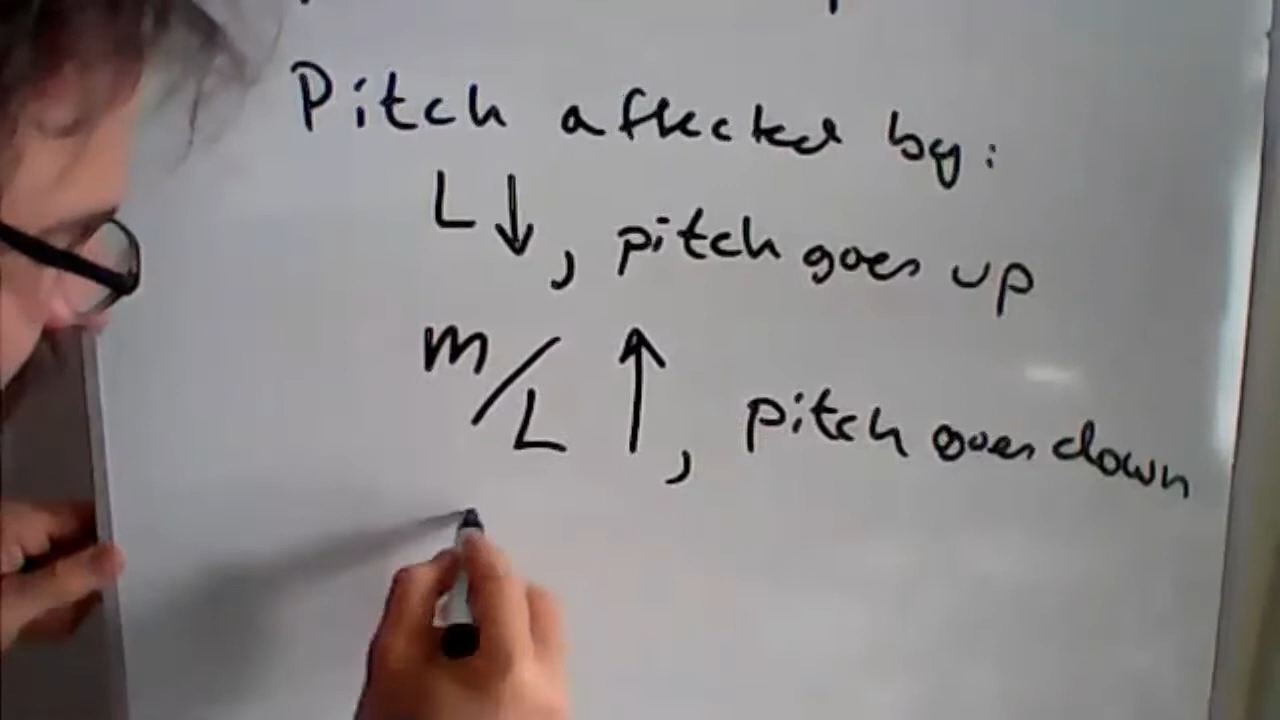 Pitch affected by:
L↓, pitch goes up
m/L ↑, pitch goes down